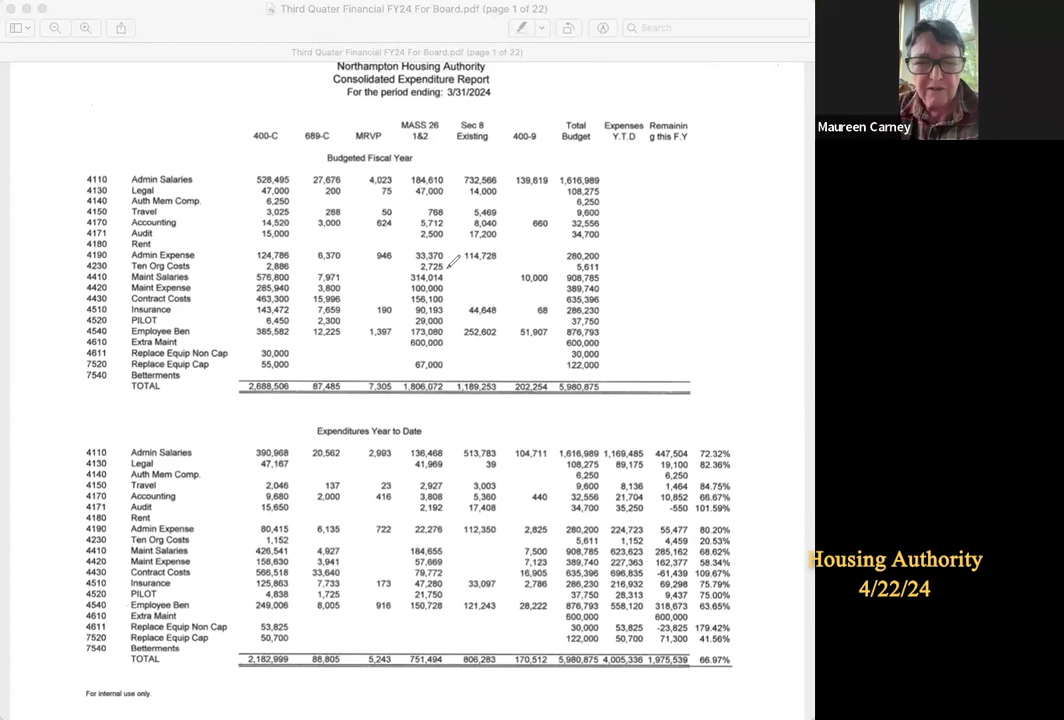 Third Quater Financial FY24 For Board.pdf (page 1 of 22)
Search
Third Quater Financial FY24 For Board.pdf (page 1 of 22)
Northampton Housing Authority
Consolidated Expenditure Report
For the period ending: 3/31/2024
400-C 689-C MRVP MASS 26 1&2 Sec 8 Existing 400-9 Total Budget Expenses Y.T.D Remainin g this F.Y
Budgeted Fiscal Year
4110 Admin Salaries 528,495 27,676 4,023 184,610 732,566 139,619 1,616,989
4130 Legal 47,000 200 75 47,000 14,000 108,275
4140 Auth Mem Comp. 6,250 6,250
4150 Travel 3,025 288 50 768 5,469 9,600
4170 Accounting 14,520 3,000 624 5,712 8,040 660 32,556
4171 Audit 15,000 2,500 17,200 34,700
4180 Rent
4190 Admin Expense 124,786 6,370 946 33,370 114,728 280,200
4230 Ten Org Costs 2,886 2,725 5,611
4410 Maint Salaries 576,800 7,971 314,014 10,000 908,785
4420 Maint Expense 285,940 3,800 100,000 389,740
4430 Contract Costs 463,300 15,996 156,100 635,396
4510 Insurance 143,472 7,659 190 90,193 44,648 68 286,230
4520 PILOT 6,450 2,300 29,000 37,750
4540 Employee Ben 385,582 12,225 1,397 173,080 252,602 51,907 876,793
4610 Extra Maint 600,000 600,000
4611 Replace Equip Non Cap 30,000 30,000
7520 Replace Equip Cap 55,000 67,000 122,000
7540 Betterments
TOTAL 2,688,506 87,485 7,305 1,806,072 1,189,253 202,254 5,980,875
Expenditures Year to Date
4110 Admin Salaries 390,968 20,562 2,993 136,468 513,783 104,711 1,616,989 1,169,485 447,504 72.32%
4130 Legal 47,167 41,969 39 108,275 89,175 19,100 82.36%
4140 Auth Mem Comp. 6,250 6,250
4150 Travel 2,046 137 23 2,927 3,003 9,600 8,136 1,464 84.75%
4170 Accounting 9,680 2,000 416 3,808 5,360 440 32,556 21,704 10,852 66.67%
4171 Audit 15,650 2,192 17,408 34,700 35,250 -550 101.59%
4180 Rent
4190 Admin Expense 80,415 6,135 722 22,276 112,350 2,825 280,200 224,723 55,477 80.20%
4230 Ten Org Costs 1,152 5,611 1,152 4,459 20.53%
4410 Maint Salaries 426,541 4,927 184,655 7,500 908,785 623,623 285,162 68.62%
4420 Maint Expense 158,630 3,941 57,669 7,123 389,740 227,363 162,377 58.34%
4430 Contract Costs 566,518 33,640 79,772 16,905 635,396 696,835 -61,439 109.67%
4510 Insurance 125,863 7,733 173 47,280 33,097 2,786 286,230 216,932 69,298 75.79%
4520 PILOT 4,838 1,725 21,750 37,750 28,313 9,437 75.00%
4540 Employee Ben 249,006 8,005 916 150,728 121,243 28,222 876,793 558,120 318,673 63.65%
4610 Extra Maint 600,000 600,000
4611 Replace Equip Non Cap 53,825 30,000 53,825 -23,825 179.42%
7520 Replace Equip Cap 50,700 122,000 50,700 71,300 41.56%
7540 Betterments
TOTAL 2,182,999 88,805 5,243 751,494 806,283 170,512 5,980,875 4,005,336 1,975,539 66.97%
For internal use only.
Maureen Carney
Housing Authority
4/22/24